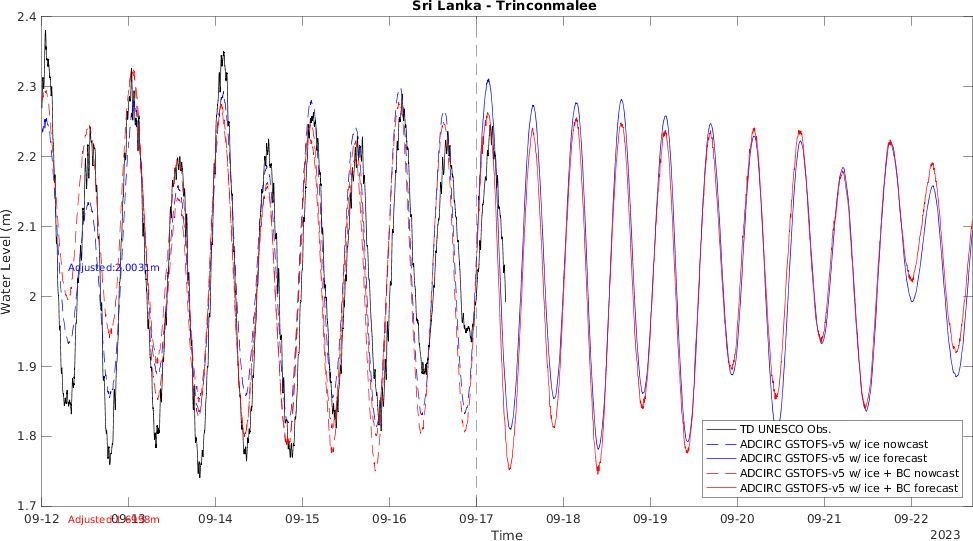 Sri Lanka - Trinconmalee
2.4
2.3
2.2
2.1
2
1.9
1.8
1.7
Water Level (m)
Adjusted:2.0031m
TD UNESCO Obs.
ADCIRC GSTOFS-v5 w/ ice nowcast
ADCIRC GSTOFS-v5 w/ ice forecast
ADCIRC GSTOFS-v5 w/ ice + BC nowcast
ADCIRC GSTOFS-v5 w/ ice + BC forecast
09-12 09-13 09-14 09-15 09-16 09-17 09-18 09-19 09-20 09-21 09-22
Time
2023